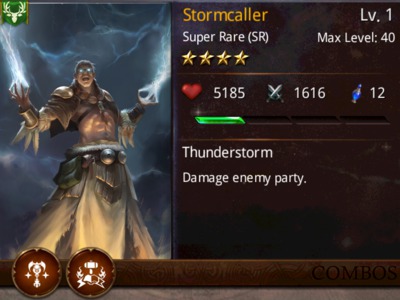 Stormcaller Lv. 1
Super Rare (SR) Max Level: 40
5185 1616 12
Thunderstorm
Damage enemy party.
COMBOS